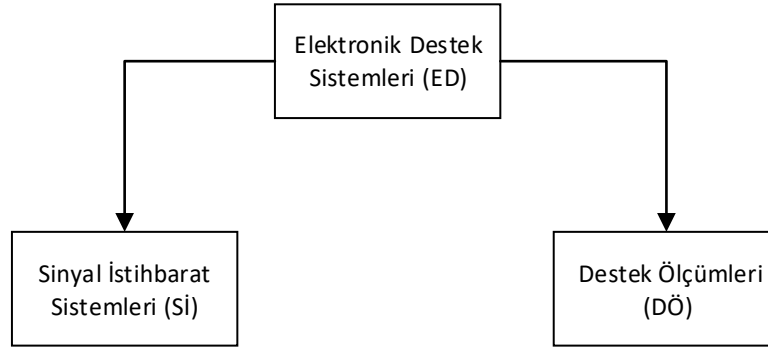 Elektronik Destek
Sistemleri (ED)
Sinyal İstihbarat
Sistemleri (Sİ)
Destek Ölçümleri
(DÖ)